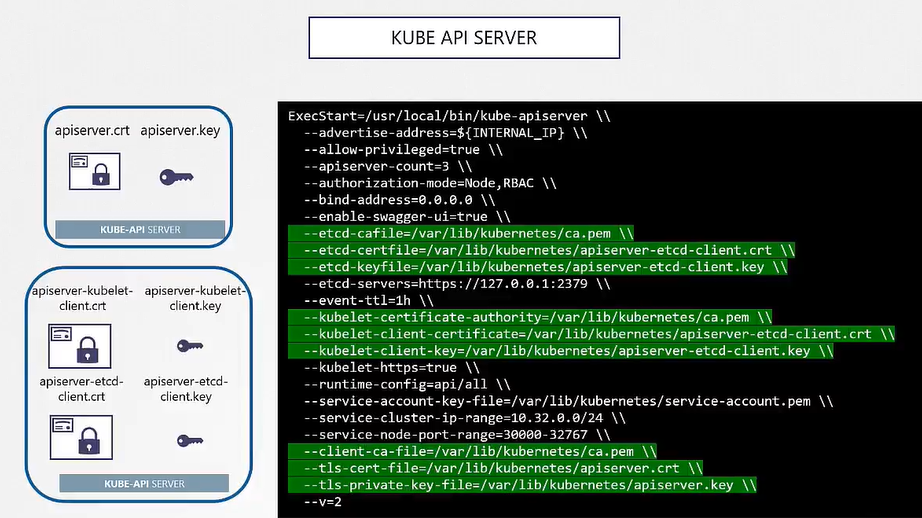 KUBE API SERVER
apiserver.crt apiserver.key
KUBE-API SERVER
apiserver-kubelet-
client.crt
apiserver-kubelet-
client.key
apiserver-etcd-
client.crt
apiserver-etcd-
client.key
KUBE-API SERVER
ExecStart=/usr/local/bin/kube-apiserver \\
--advertise-address=${INTERNAL_IP} \\
--allow-privileged=true \\
--apiserver-count=3 \\
--authorization-mode=Node,RBAC \\
--bind-address=0.0.0.0 \\
--enable-swagger-ui=true \\
--etcd-cafile=/var/lib/kubernetes/ca.pem \\
--etcd-certfile=/var/lib/kubernetes/apiserver-etcd-client.crt \\
--etcd-keyfile=/var/lib/kubernetes/apiserver-etcd-client.key \\
--etcd-servers=https://127.0.0.1:2379 \\
--event-ttl=1h \\
--kubelet-certificate-authority=/var/lib/kubernetes/ca.pem \\
--kubelet-client-certificate=/var/lib/kubernetes/apiserver-etcd-client.crt \\
--kubelet-client-key=/var/lib/kubernetes/apiserver-etcd-client.key \\
--kubelet-https=true \\
--runtime-config=api/all \\
--service-account-key-file=/var/lib/kubernetes/service-account.pem \\
--service-cluster-ip-range=10.32.0.0/24 \\
--service-node-port-range=30000-32767 \\
--client-ca-file=/var/lib/kubernetes/ca.pem \\
--tls-cert-file=/var/lib/kubernetes/apiserver.crt \\
--tls-private-key-file=/var/lib/kubernetes/apiserver.key \\
--v=2